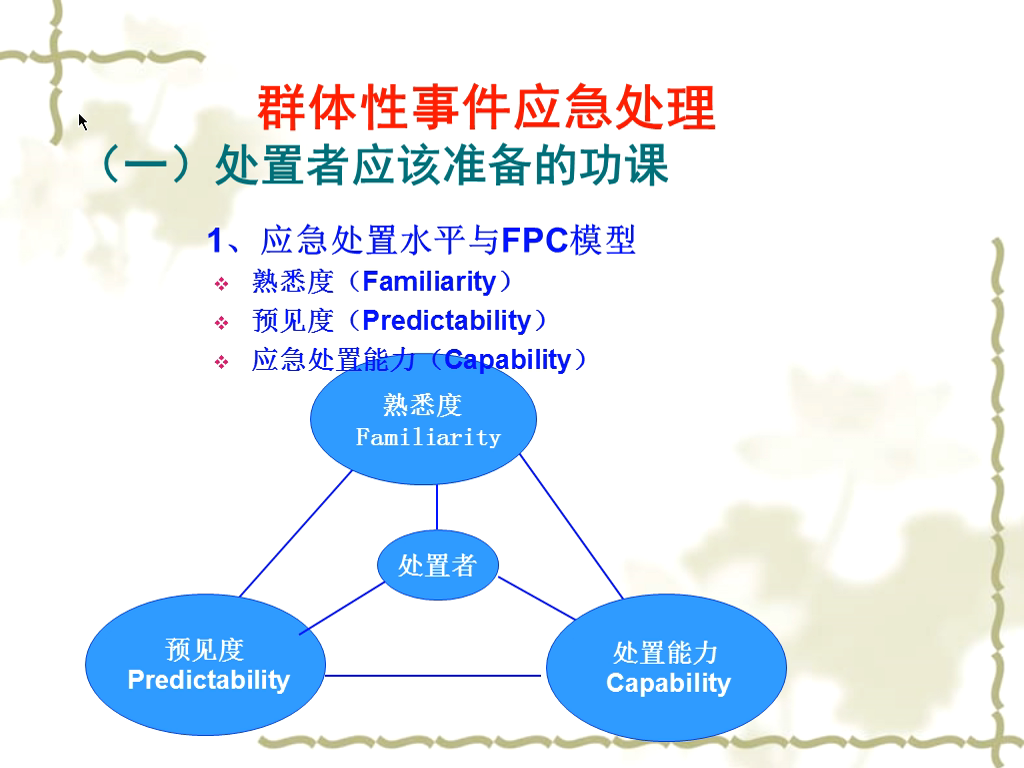 群体性事件应急处理
（一）处置者应该准备的功课
1、应急处置水平与FPC模型
熟悉度（Familiarity）
预见度（Predictability）
应急处置能力（Capability）
熟悉度
Familiarity
处置者
预见度
Predictability
处置能力
Capability